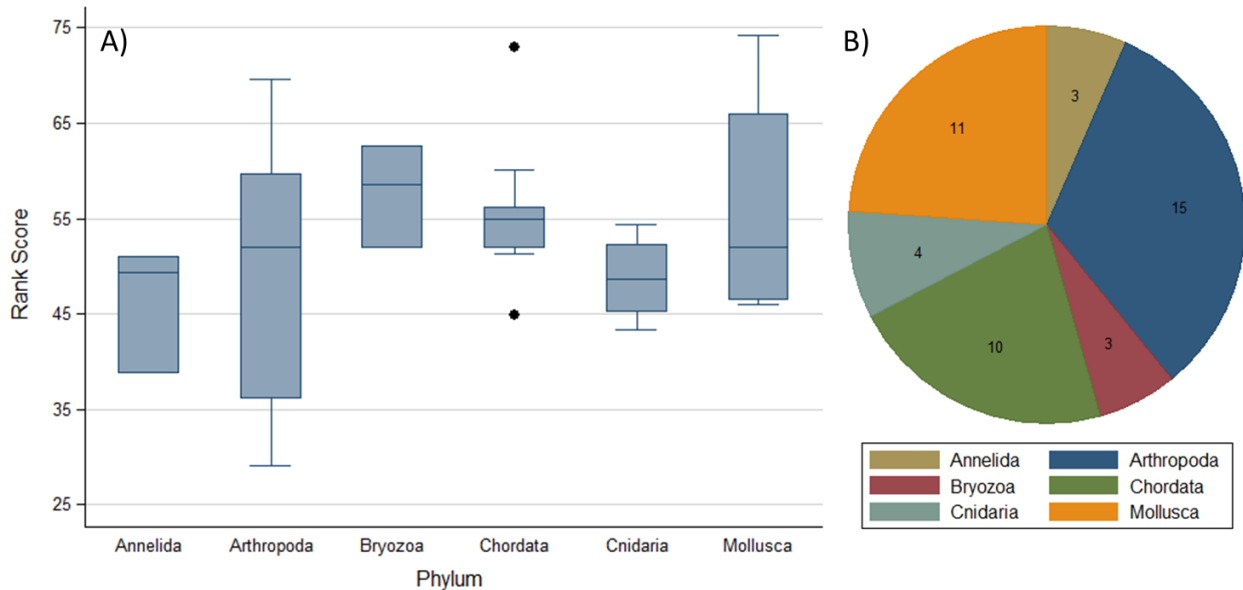 A)
75
65
55
45
35
25
Rank Score
Annelida Arthropoda Bryozoa Chordata Cnidaria Mollusca
Phylum
B)
3
15
3
10
4
11
Annelida Arthropoda
Bryozoa Chordata
Cnidaria Mollusca